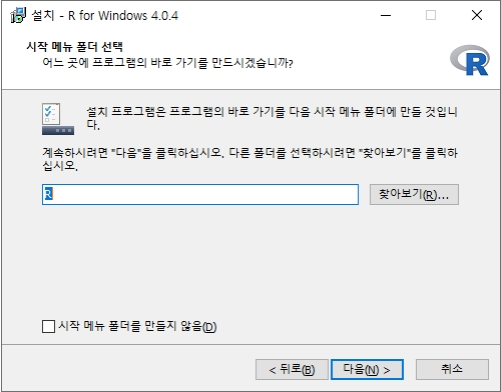 설치 - R for Windows 4.0.4
시작 메뉴 폴더 선택
어느 곳에 프로그램의 바로 가기를 만드시겠습니까?
R
설치 프로그램은 프로그램의 바로 가기를 다음 시작 메뉴 폴더에 만들 것입니
다.
계속하시려면 "다음"을 클릭하십시오. 다른 폴더를 선택하시려면 "찾아보기"를 클릭하
십시오.
R
찾아보기(R)...
시작 메뉴 폴더를 만들지 않음(D)
< 뒤로(B)
다음(N) >
취소